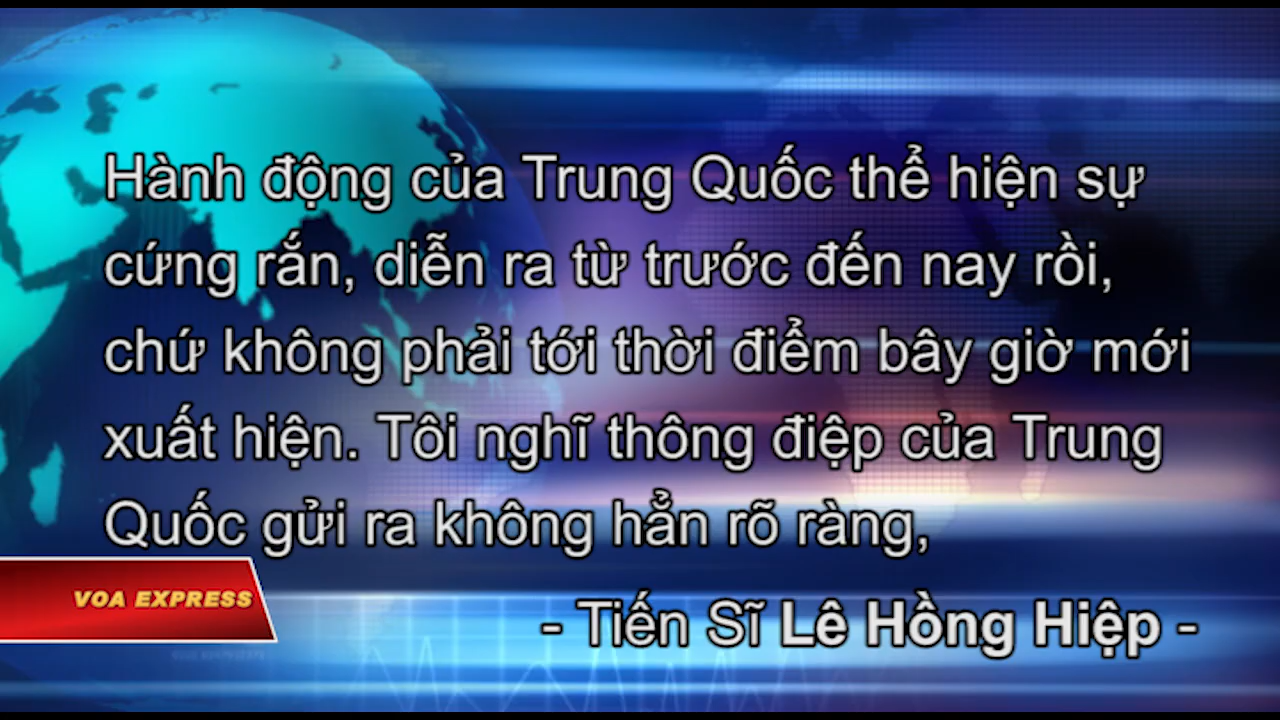 Hành động của Trung Quốc thể hiện sự
cứng rắn, diễn ra từ trước đến nay rồi,
chứ không phải tới thời điểm bây giờ mới
xuất hiện. Tôi nghĩ thông điệp của Trung
Quốc gửi ra không hẳn rõ ràng,
VOA EXPRESS
- Tiến Sĩ Lê Hồng Hiệp -